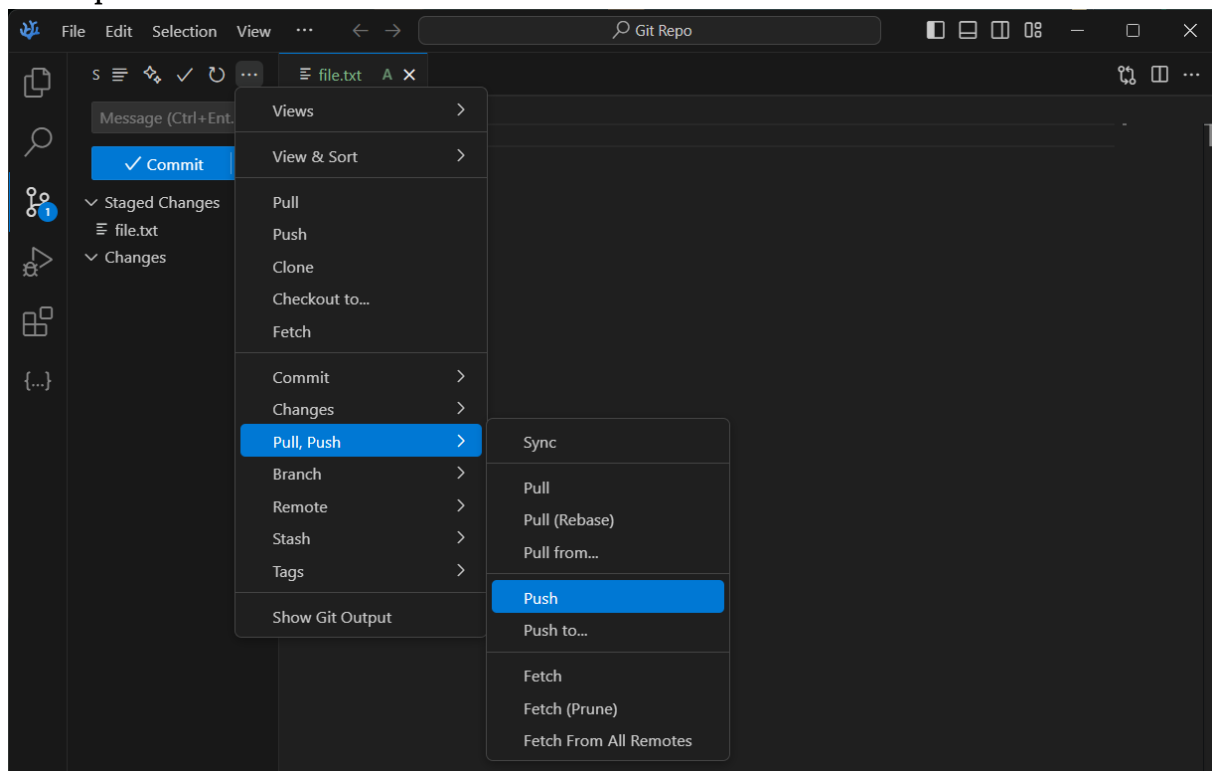 File Edit Selection View ··· Git Repo
S file.txt A
Message (Ctrl+Ent.
Commit
Staged Changes
file.txt
Changes
1
{...}
Views
View & Sort
Pull
Push
Clone
Checkout to...
Fetch
Commit
Changes
Pull, Push
Branch
Remote
Stash
Tags
Show Git Output
Sync
Pull
Pull (Rebase)
Pull from...
Push
Push to...
Fetch
Fetch (Prune)
Fetch From All Remotes